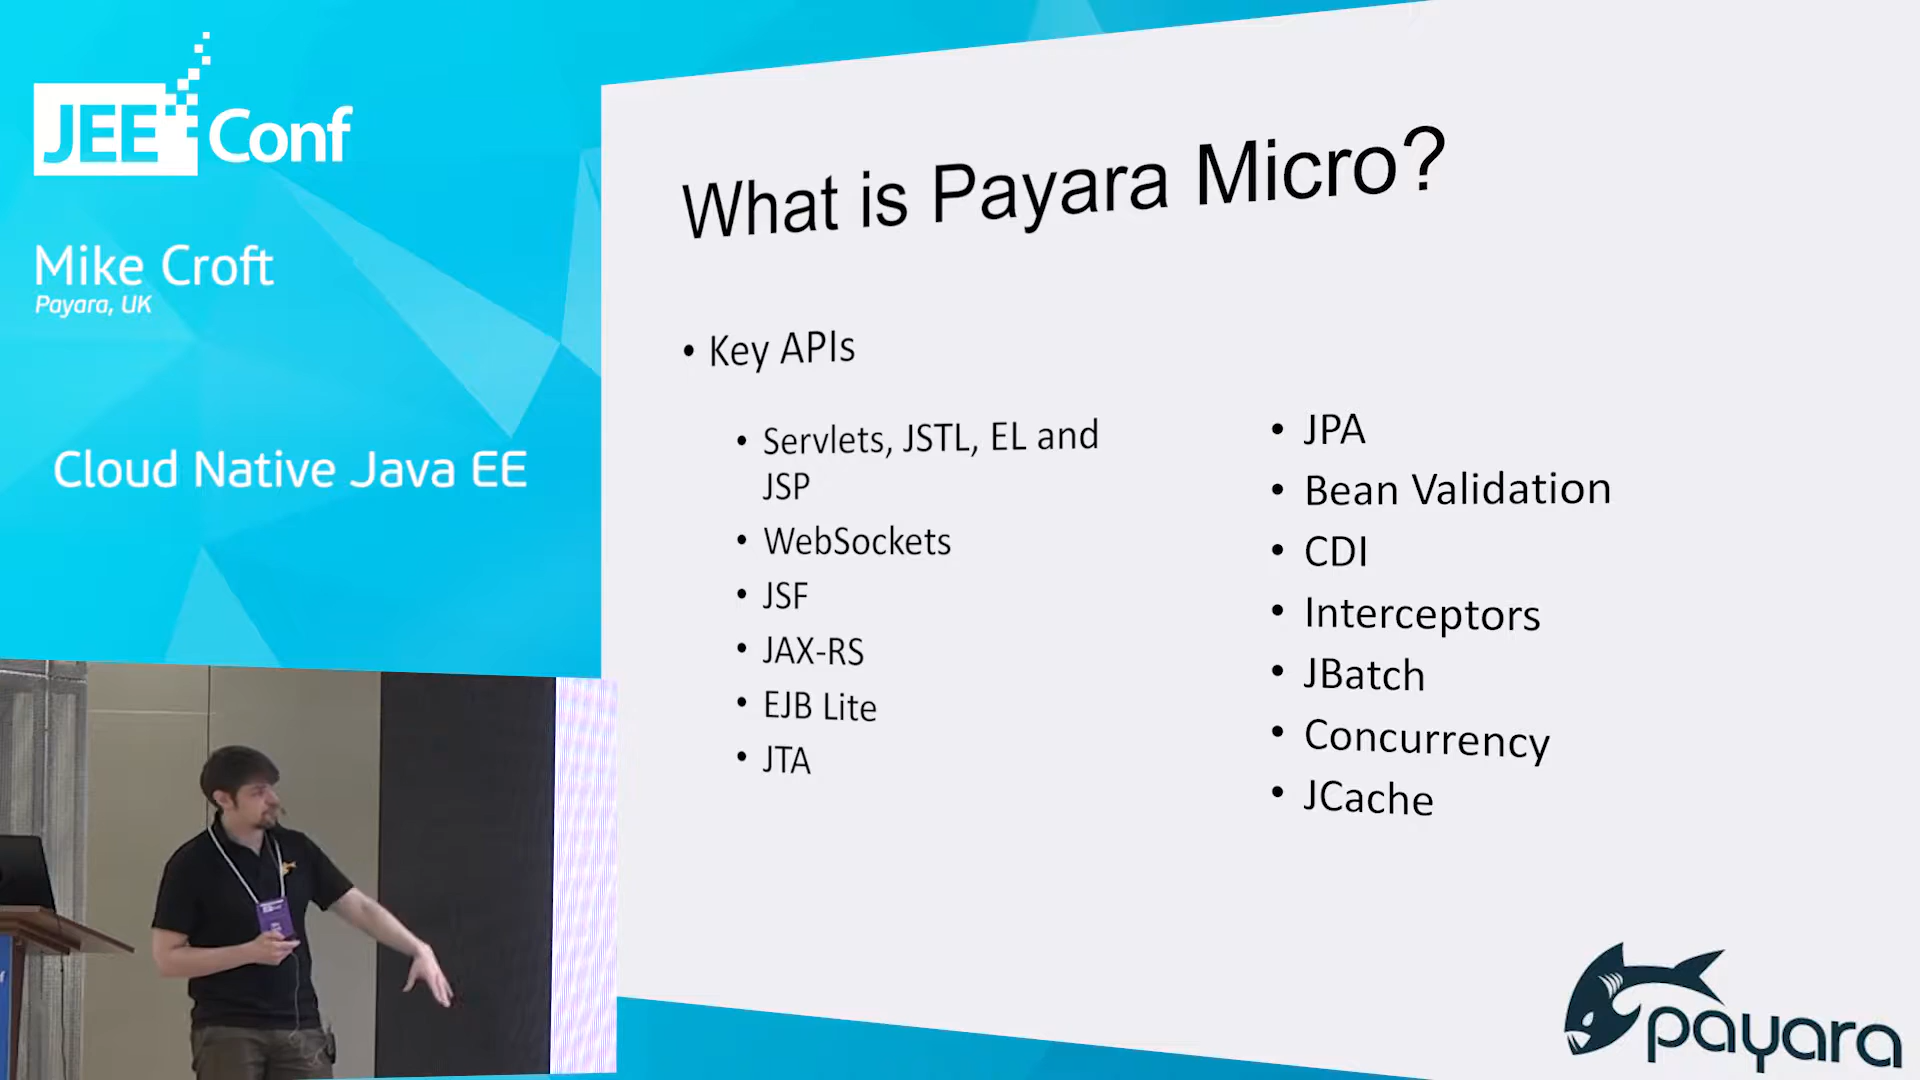 JEE Conf
Mike Croft
Payara, UK
Cloud Native Java EE
What is Payara Micro?
• Key APIs
• Servlets, JSTL, EL and
JSP
• WebSockets
• JSF
• JAX-RS
• EJB Lite
• JTA
• JPA
• Bean Validation
• CDI
• Interceptors
• JBatch
• Concurrency
• JCache
payara